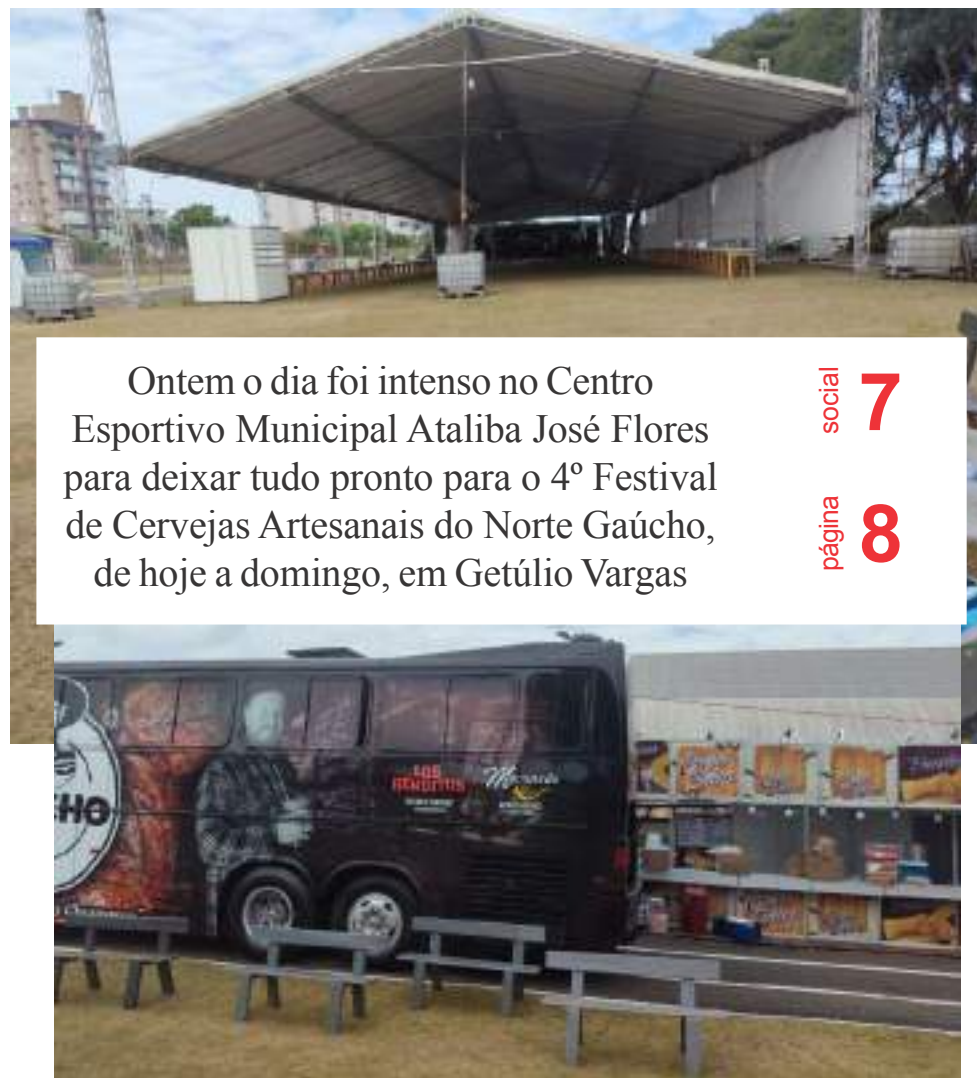 Ontem o dia foi intenso no Centro
Esportivo Municipal Ataliba José Flores
para deixar tudo pronto para o 4º Festival
de Cervejas Artesanais do Norte Gaúcho,
de hoje a domingo, em Getúlio Vargas
social 7
página 8
LOS
BENDITOS